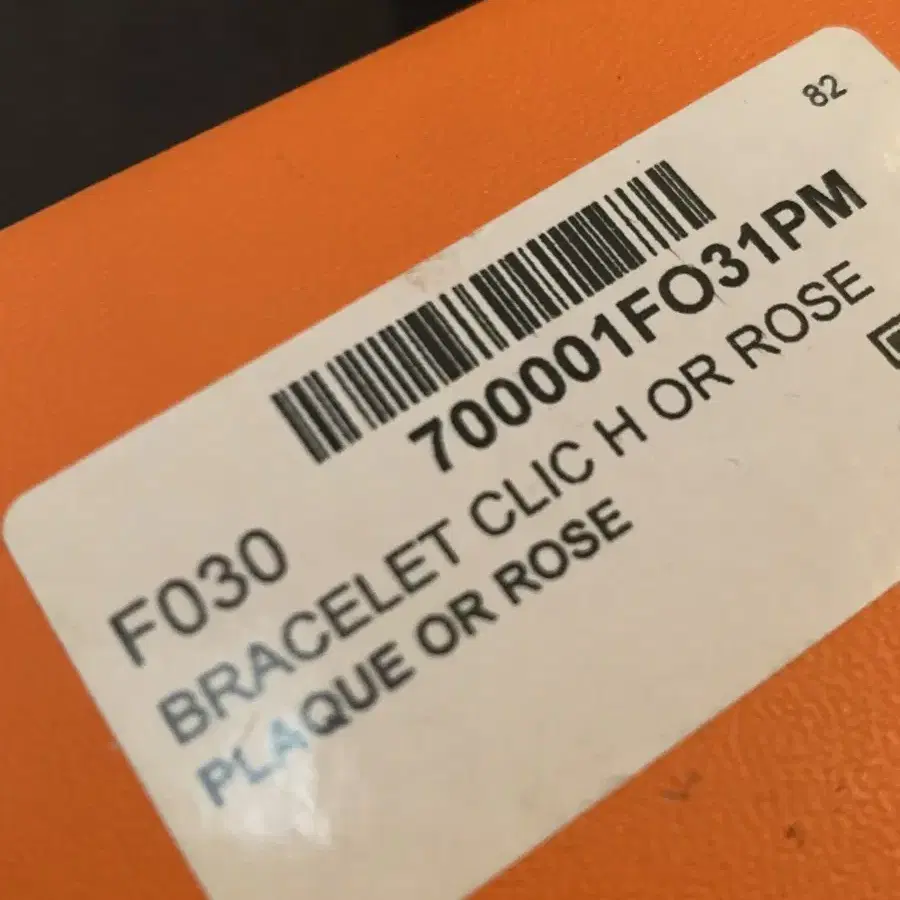 82
700001FO31PM
F030
BRACELET CLIC H OR ROSE
PLAQUE OR ROSE